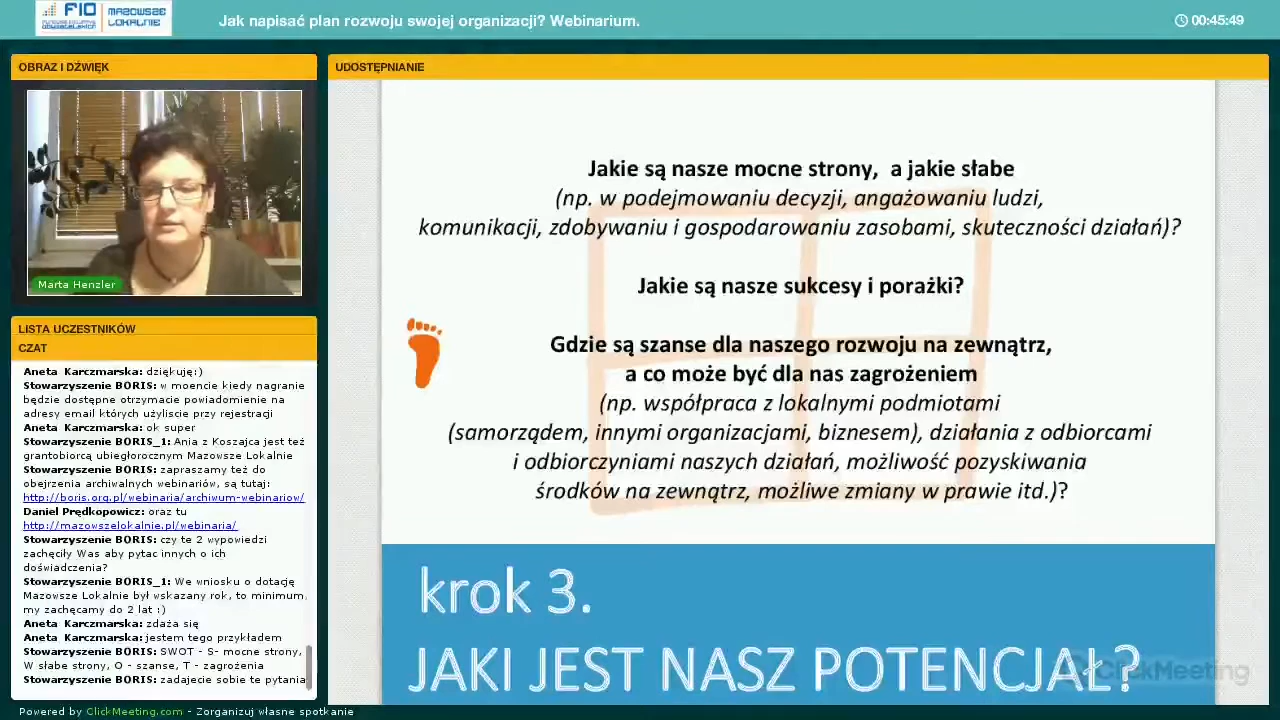 FIO
MAZOWSZE
LOKALNIE
Jak napisać plan rozwoju swojej organizacji? Webinarium.
00:45:49
OBRAZ I DŹWIĘK
Marta Henzler
LISTA UCZESTNIKÓW
CZAT
Aneta Karczmarska: dziękuję:)
Stowarzyszenie BORIS: w moencie kiedy nagranie
będzie dostępne otrzymacie powiadomienie na
adresy email których użyliscie przy rejestracji
Aneta Karczmarska: ok super
Stowarzyszenie BORIS_1: Ania z Koszajca jest też
grantobiorcą ubiegłorocznym Mazowsze Lokalnie
Stowarzyszenie BORIS: zapraszamy też do
obejrzenia archiwalnych webinariów, są tutaj:
http://boris.org.pl/webinaria/archiwum-webinariow/
Daniel Prędkopowicz: oraz tu
http://mazowszelokalnie.pl/webinaria/
Stowarzyszenie BORIS: czy te 2 wypowiedzi
zachęciły Was aby pytac innych o ich
doświadczenia?
Stowarzyszenie BORIS_1: We wniosku o dotację
Mazowsze Lokalnie był wskazany rok, to minimum,
my zachęcamy do 2 lat :)
Aneta Karczmarska: zdaża się
Aneta Karczmarska: jestem tego przykładem
Stowarzyszenie BORIS: SWOT - S- mocne strony,
W słabe strony, O - szanse, T - zagrożenia
Stowarzyszenie BORIS: zadajecie sobie te pytania
UDOSTĘPNIANIE
Jakie są nasze mocne strony, a jakie słabe
(np. w podejmowaniu decyzji, angażowaniu ludzi,
komunikacji, zdobywaniu i gospodarowaniu zasobami, skuteczności działań)?
Jakie są nasze sukcesy i porażki?
Gdzie są szanse dla naszego rozwoju na zewnątrz,
a co może być dla nas zagrożeniem
(np. współpraca z lokalnymi podmiotami
(samorządem, innymi organizacjami, biznesem), działania z odbiorcami
i odbiorczyniami naszych działań, możliwość pozyskiwania
środków na zewnątrz, możliwe zmiany w prawie itd.)?
krok 3.
JAKI JEST NASZ POTENCJAŁ?
ClickMeeting
Powered by ClickMeeting.com - Zorganizuj własne spotkanie